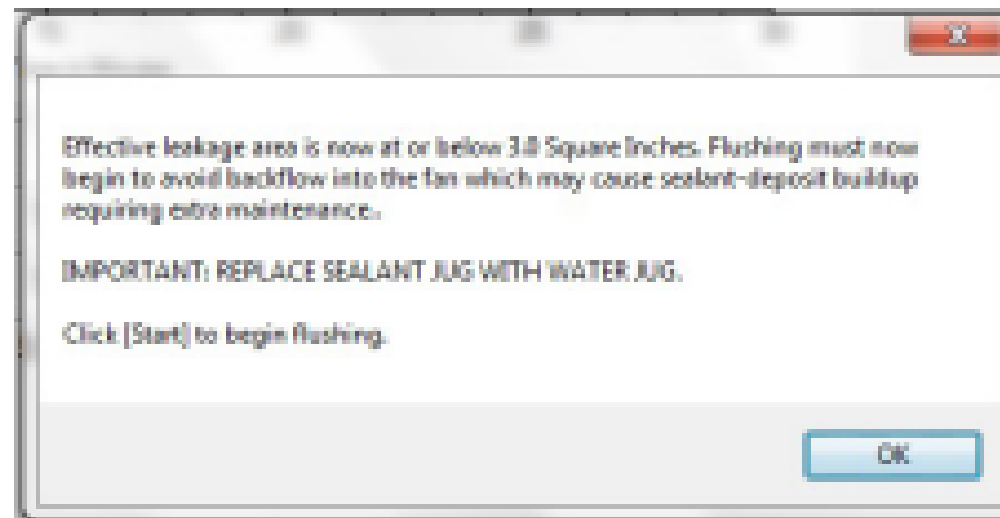 Effective leakage area is now at or below 3.0 Square Inches. Flushing must now
begin to avoid backflow into the fan which may cause sealant-deposit buildup
requiring extra maintenance..
IMPORTANT: REPLACE SEALANT JUG WITH WATER JUG.
Click [Start] to begin flushing.
OK